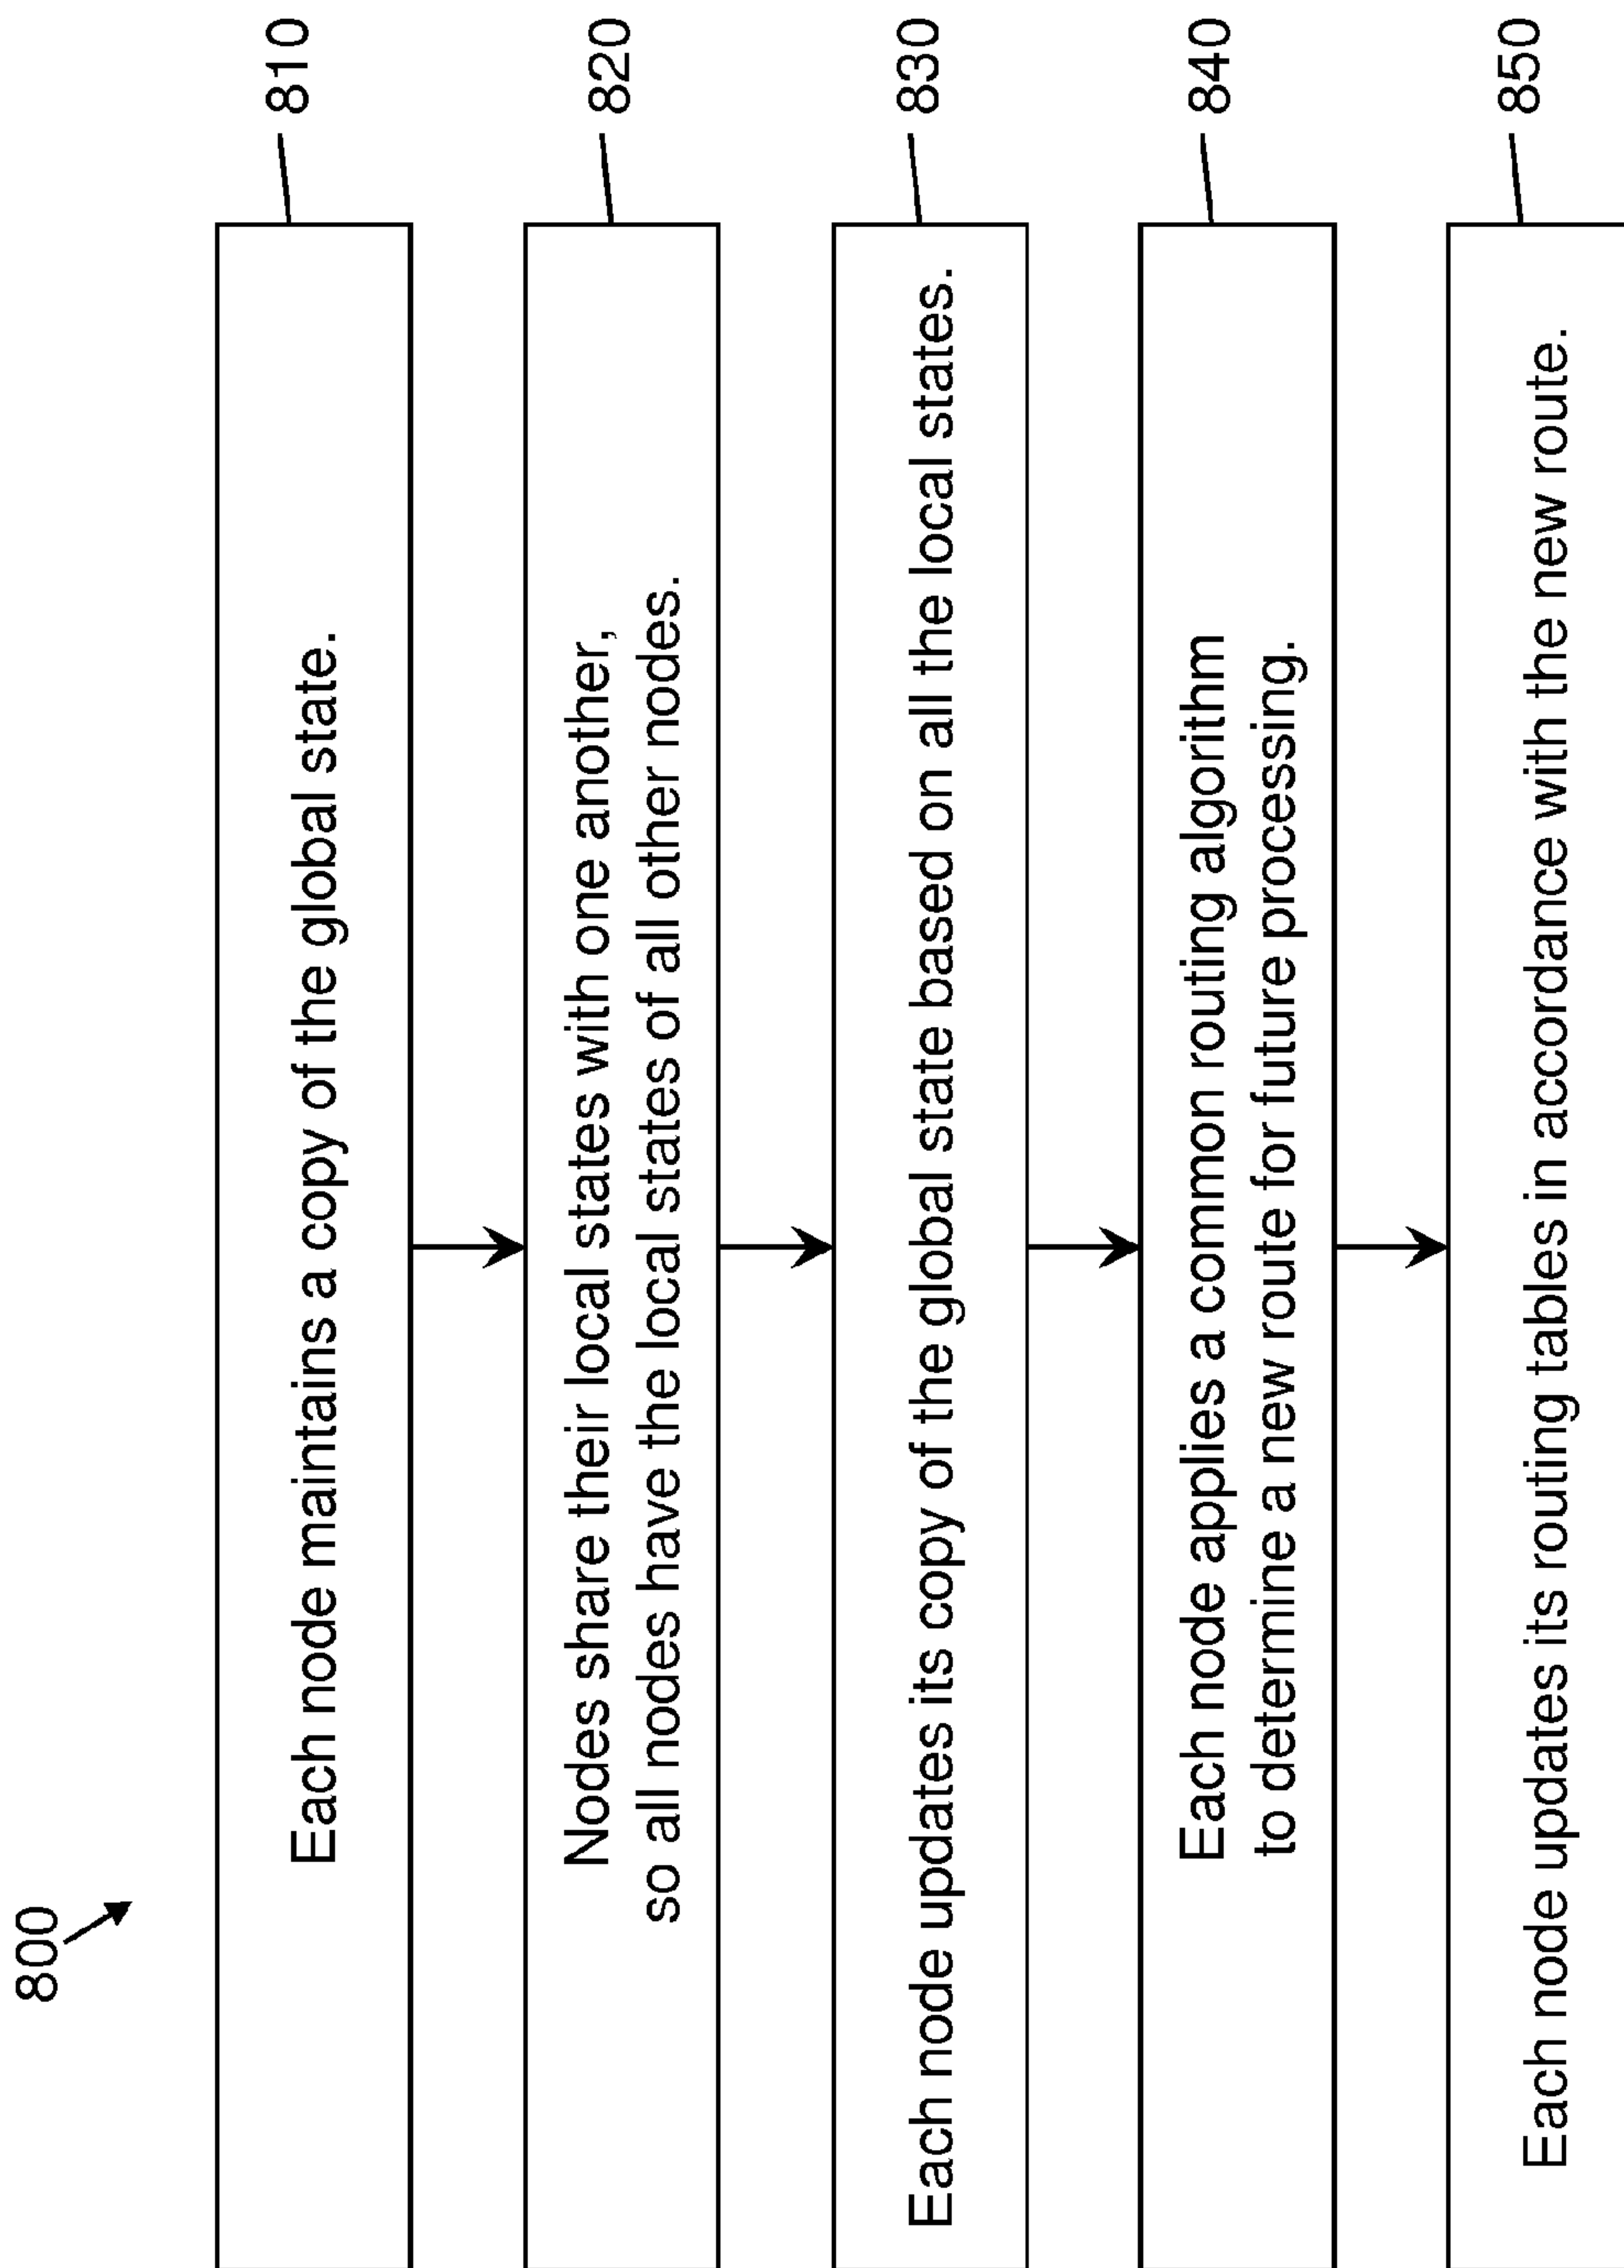 800
Each node maintains a copy of the global state.
810
Nodes share their local states with one another,
so all nodes have the local states of all other nodes.
820
Each node updates its copy of the global state based on all the local states.
830
Each node applies a common routing algorithm
to determine a new route for future processing.
840
Each node updates its routing tables in accordance with the new route.
850